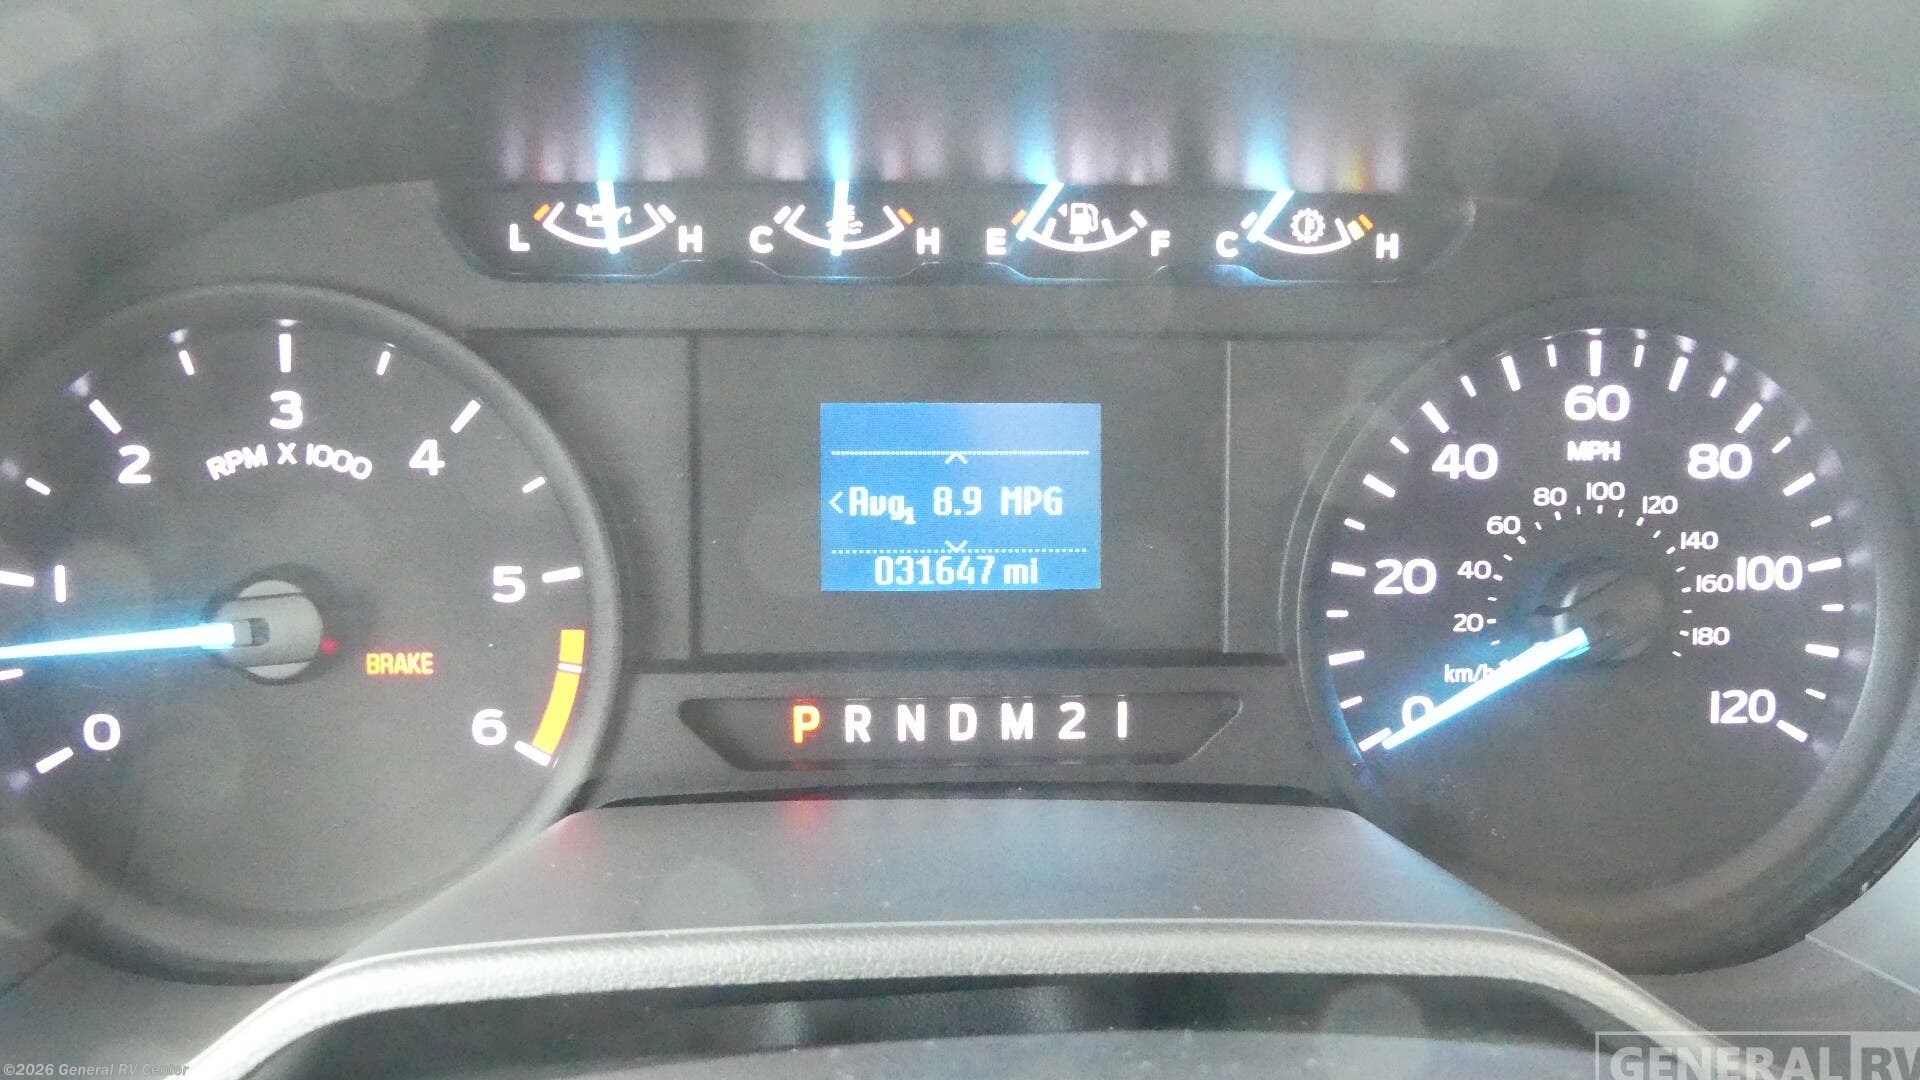 L H C H E F C H
0 1 2 3 4 5 6
RPM X 1000
BRAKE
<Avg1 8.9 MPG
031647 mi
P R N D M 2 1
0 20 40 60 80 100 120
MPH
20 40 60 80 100 120 140 160 180
km/h
©2026 General RV Center
GENERAL RV